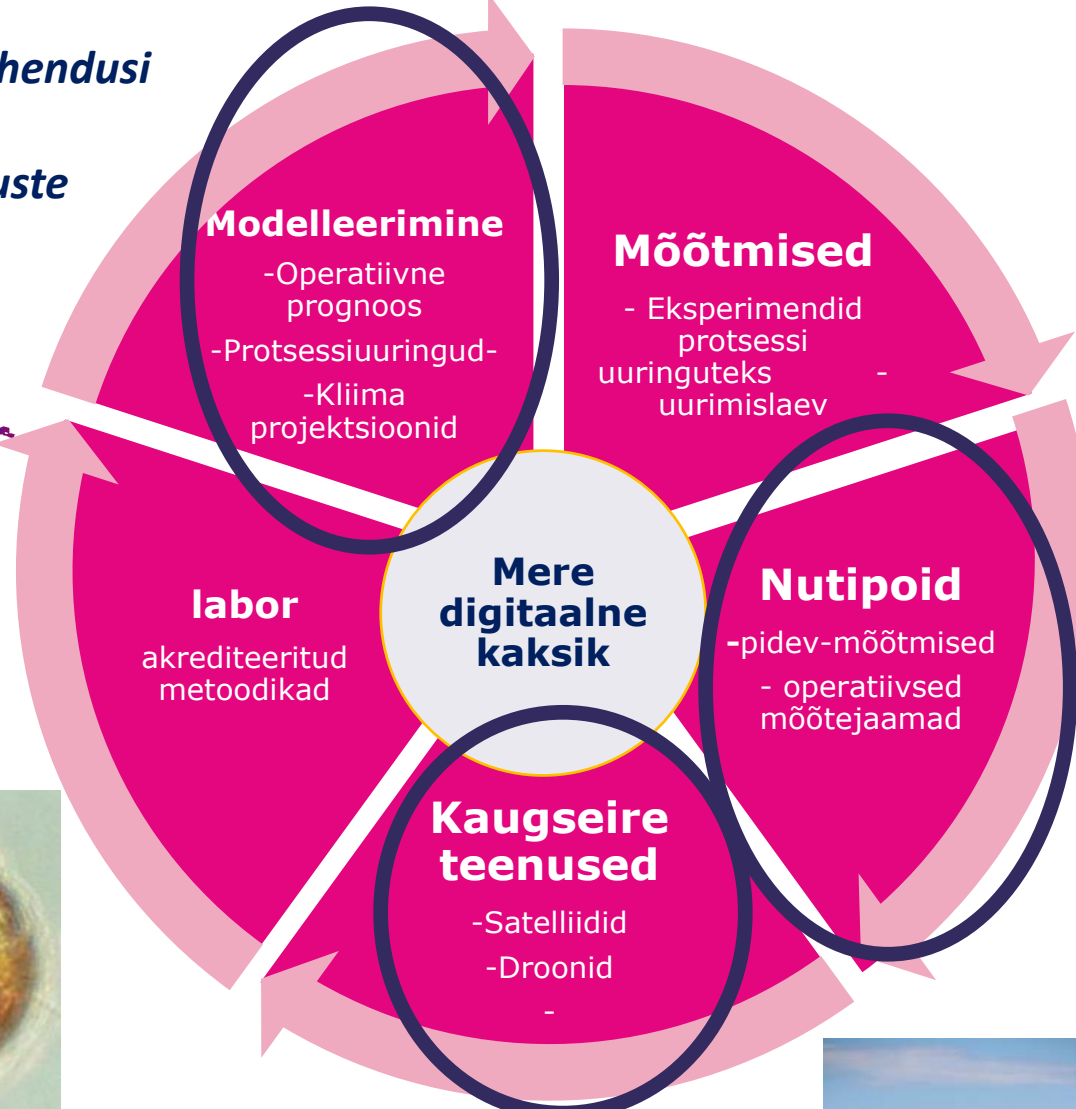 hendusi
uste
Modelleerimine
-Operatiivne
prognoos
-Protsessiuuringud-
-Kliima
projektsioonid
Mõõtmised
- Eksperimendid
protsessi
uuringuteks -
uurimislaev
Nutipoid
-pidev-mõõtmised
- operatiivsed
mõõtejaamad
Kaugseire
teenused
-Satelliidid
-Droonid
-
labor
akrediteeritud
metoodikad
Mere
digitaalne
kaksik